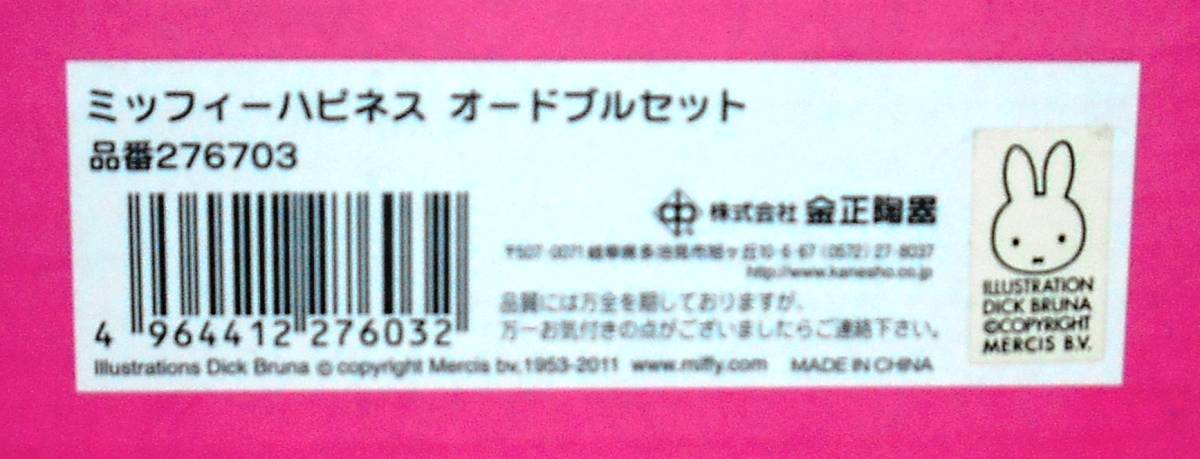 ミッフィーハピネス オードブルセット
品番276703
4 964412 276032
株式会社 金正陶器
〒507-0071 岐阜県多治見市旭ヶ丘10-6-67 (0572) 27-8037
http://www.kanesho.co.jp
品質には万全を期しておりますが、
万一お気付きの点がございましたらご連絡下さい。
Illustrations Dick Bruna © copyright Mercis bv, 1953-2011 www.miffy.com MADE IN CHINA
ILLUSTRATION
DICK BRUNA
©COPYRIGHT
MERCIS B.V.